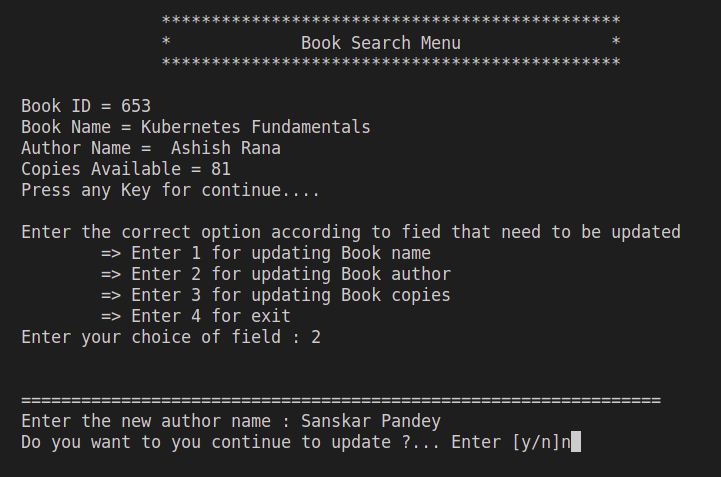 **********************************************
* Book Search Menu *
**********************************************
Book ID = 653
Book Name = Kubernetes Fundamentals
Author Name =  Ashish Rana
Copies Available = 81
Press any Key for continue....
Enter the correct option according to fied that need to be updated
=> Enter 1 for updating Book name
=> Enter 2 for updating Book author
=> Enter 3 for updating Book copies
=> Enter 4 for exit
Enter your choice of field : 2
================================================================
Enter the new author name : Sanskar Pandey
Do you want to you continue to update ?... Enter [y/n]n